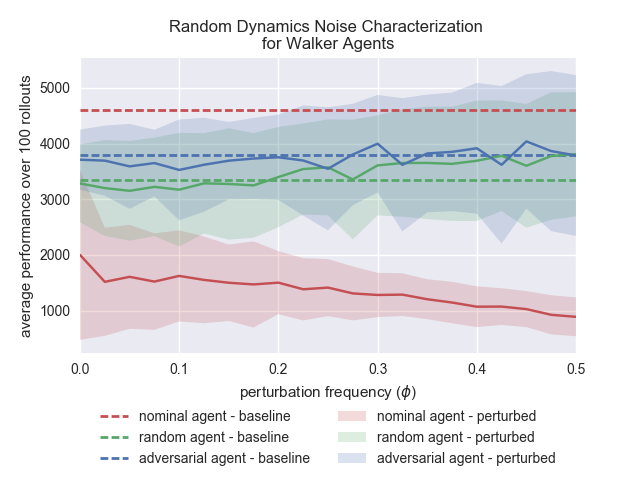 Random Dynamics Noise Characterization
for Walker Agents
average performance over 100 rollouts
5000
4000
3000
2000
1000
0.0 0.1 0.2 0.3 0.4 0.5
perturbation frequency (ϕ)
nominal agent - baseline nominal agent - perturbed
random agent - baseline random agent - perturbed
adversarial agent - baseline adversarial agent - perturbed